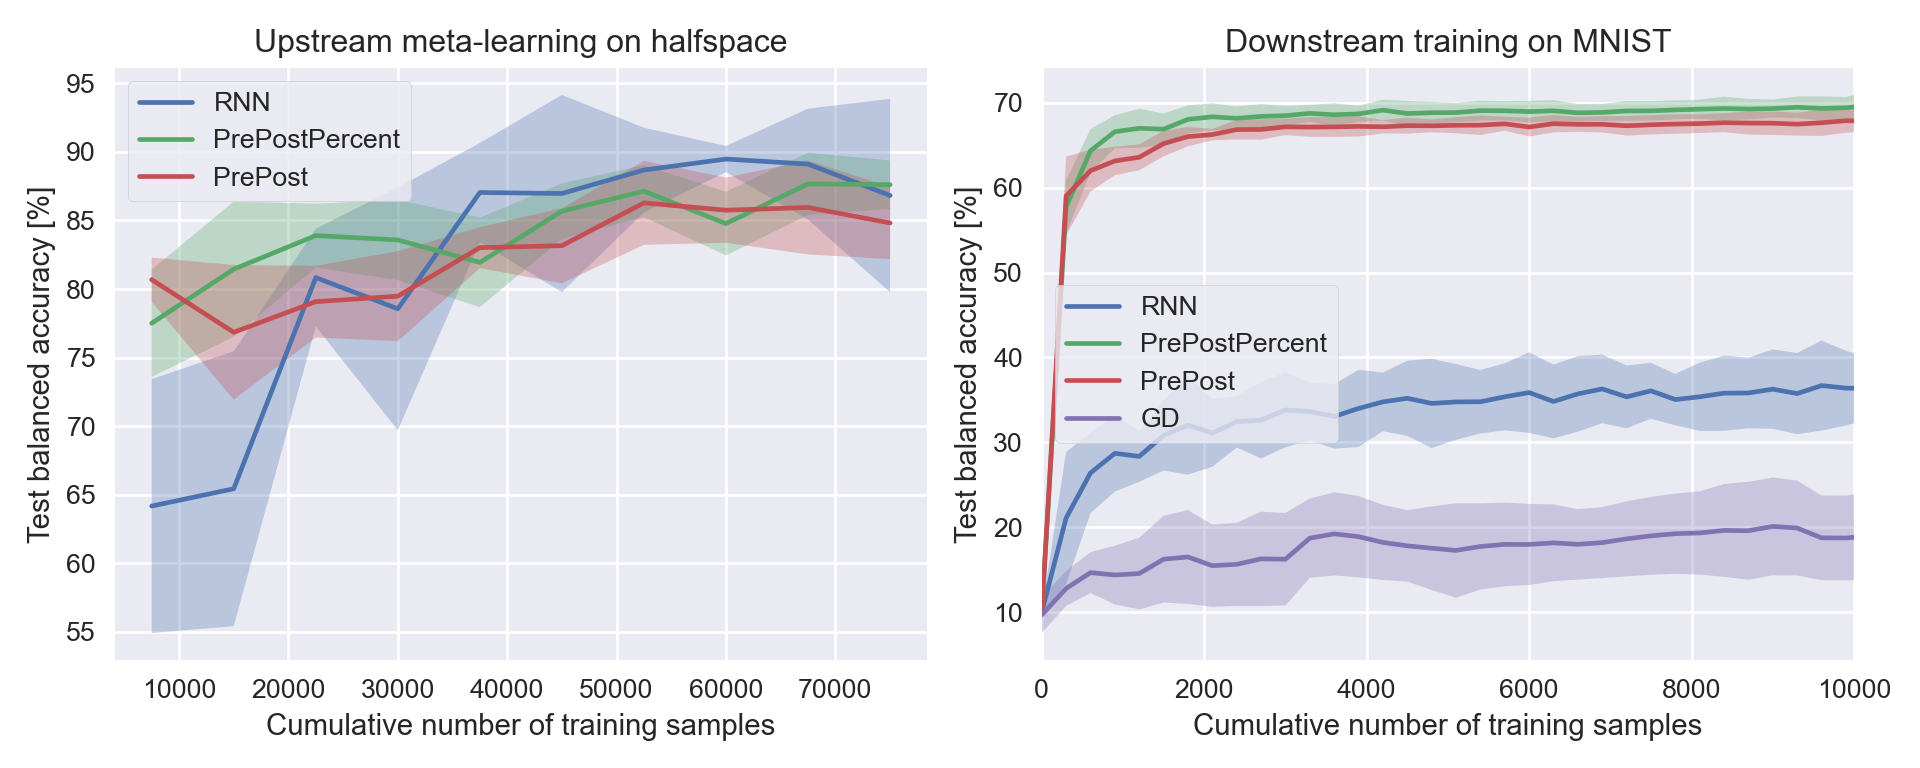 Upstream meta-learning on halfspace
RNN
PrePostPercent
PrePost
Test balanced accuracy [%]
95
90
85
80
75
70
65
60
55
10000 20000 30000 40000 50000 60000 70000
Cumulative number of training samples
Downstream training on MNIST
RNN
PrePostPercent
PrePost
GD
Test balanced accuracy [%]
70
60
50
40
30
20
10
0 2000 4000 6000 8000 10000
Cumulative number of training samples